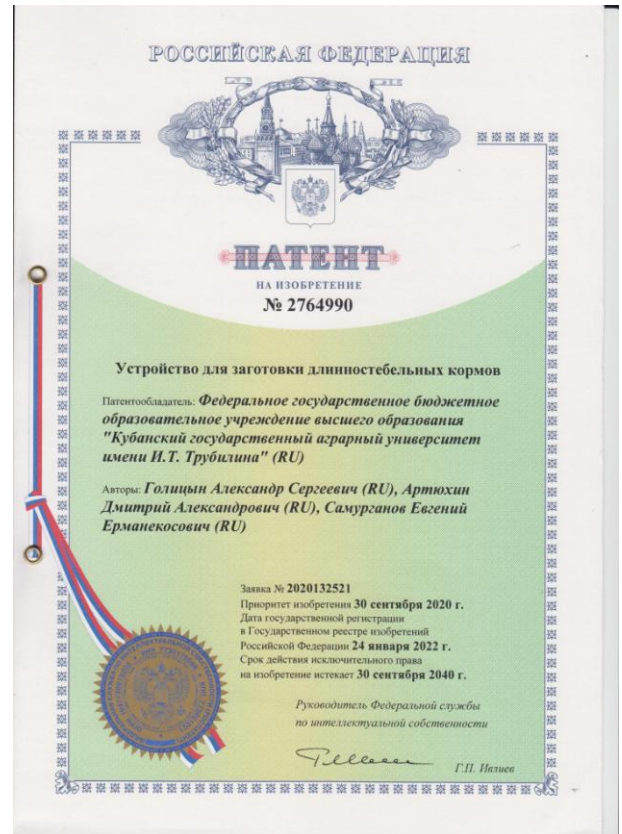 РОССИЙСКАЯ ФЕДЕРАЦИЯ
ПАТЕНТ
НА ИЗОБРЕТЕНИЕ
№ 2764990
Устройство для заготовки длинностебельных кормов
Патентообладатель: Федеральное государственное бюджетное
образовательное учреждение высшего образования
"Кубанский государственный аграрный университет
имени И.Т. Трубилина" (RU)
Авторы: Голицын Александр Сергеевич (RU), Артюхин
Дмитрий Александрович (RU), Самурганов Евгений
Ерманекосович (RU)
Заявка № 2020132521
Приоритет изобретения 30 сентября 2020 г.
Дата государственной регистрации
в Государственном реестре изобретений
Российской Федерации 24 января 2022 г.
Срок действия исключительного права
на изобретение истекает 30 сентября 2040 г.
Руководитель Федеральной службы
по интеллектуальной собственности
Г.П. Ивлиев